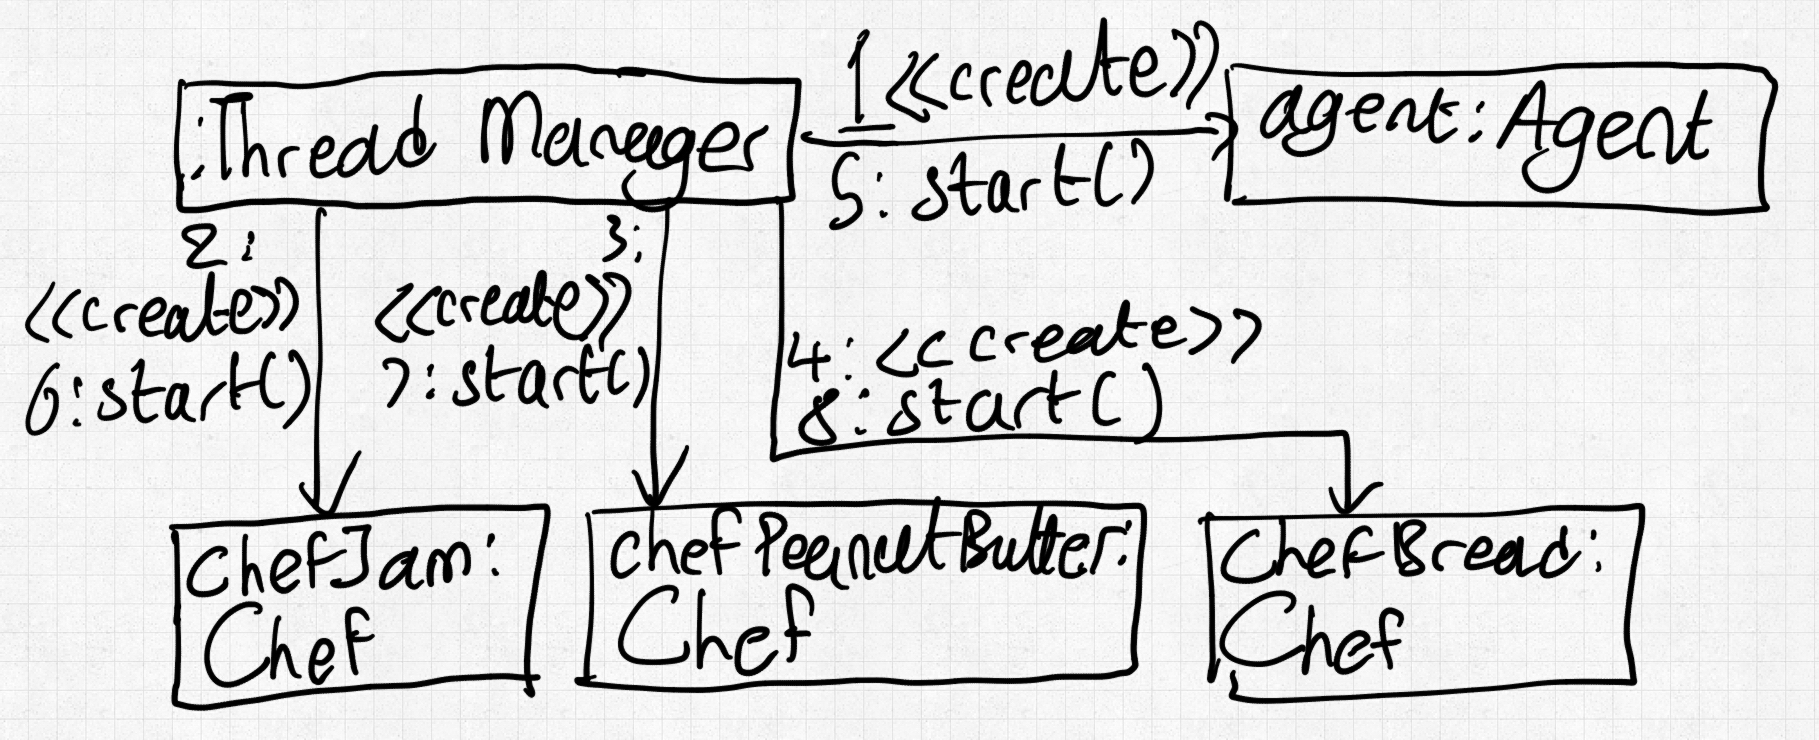 :Thread Manager
1 <<create>>
5: start()
agent: Agent
2:
<<create>>
6: start()
3:
<<create>>
7: start()
4: <<create>>
8: start()
chefJam:
Chef
chefPeenutButter:
Chef
chefBread:
Chef